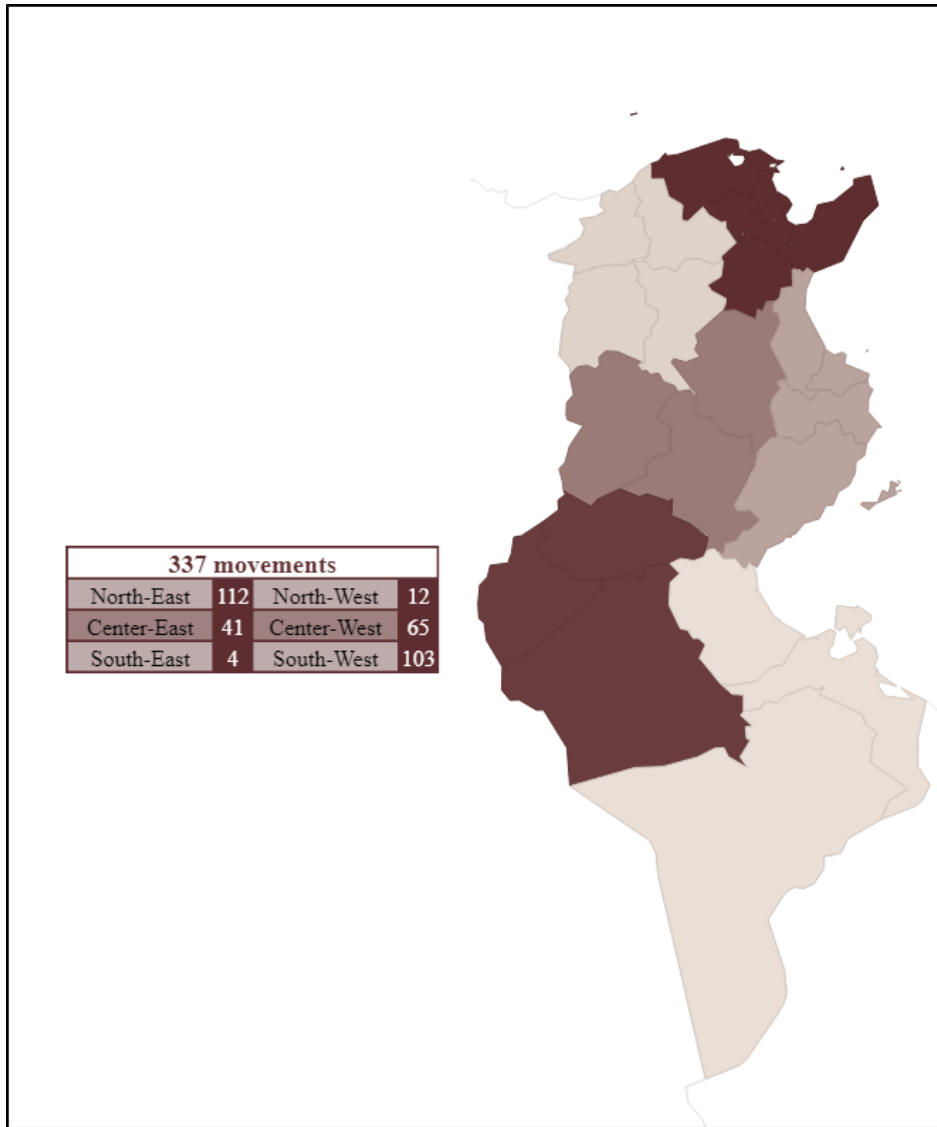 337 movements
North-East 112 North-West 12
Center-East 41 Center-West 65
South-East 4 South-West 103